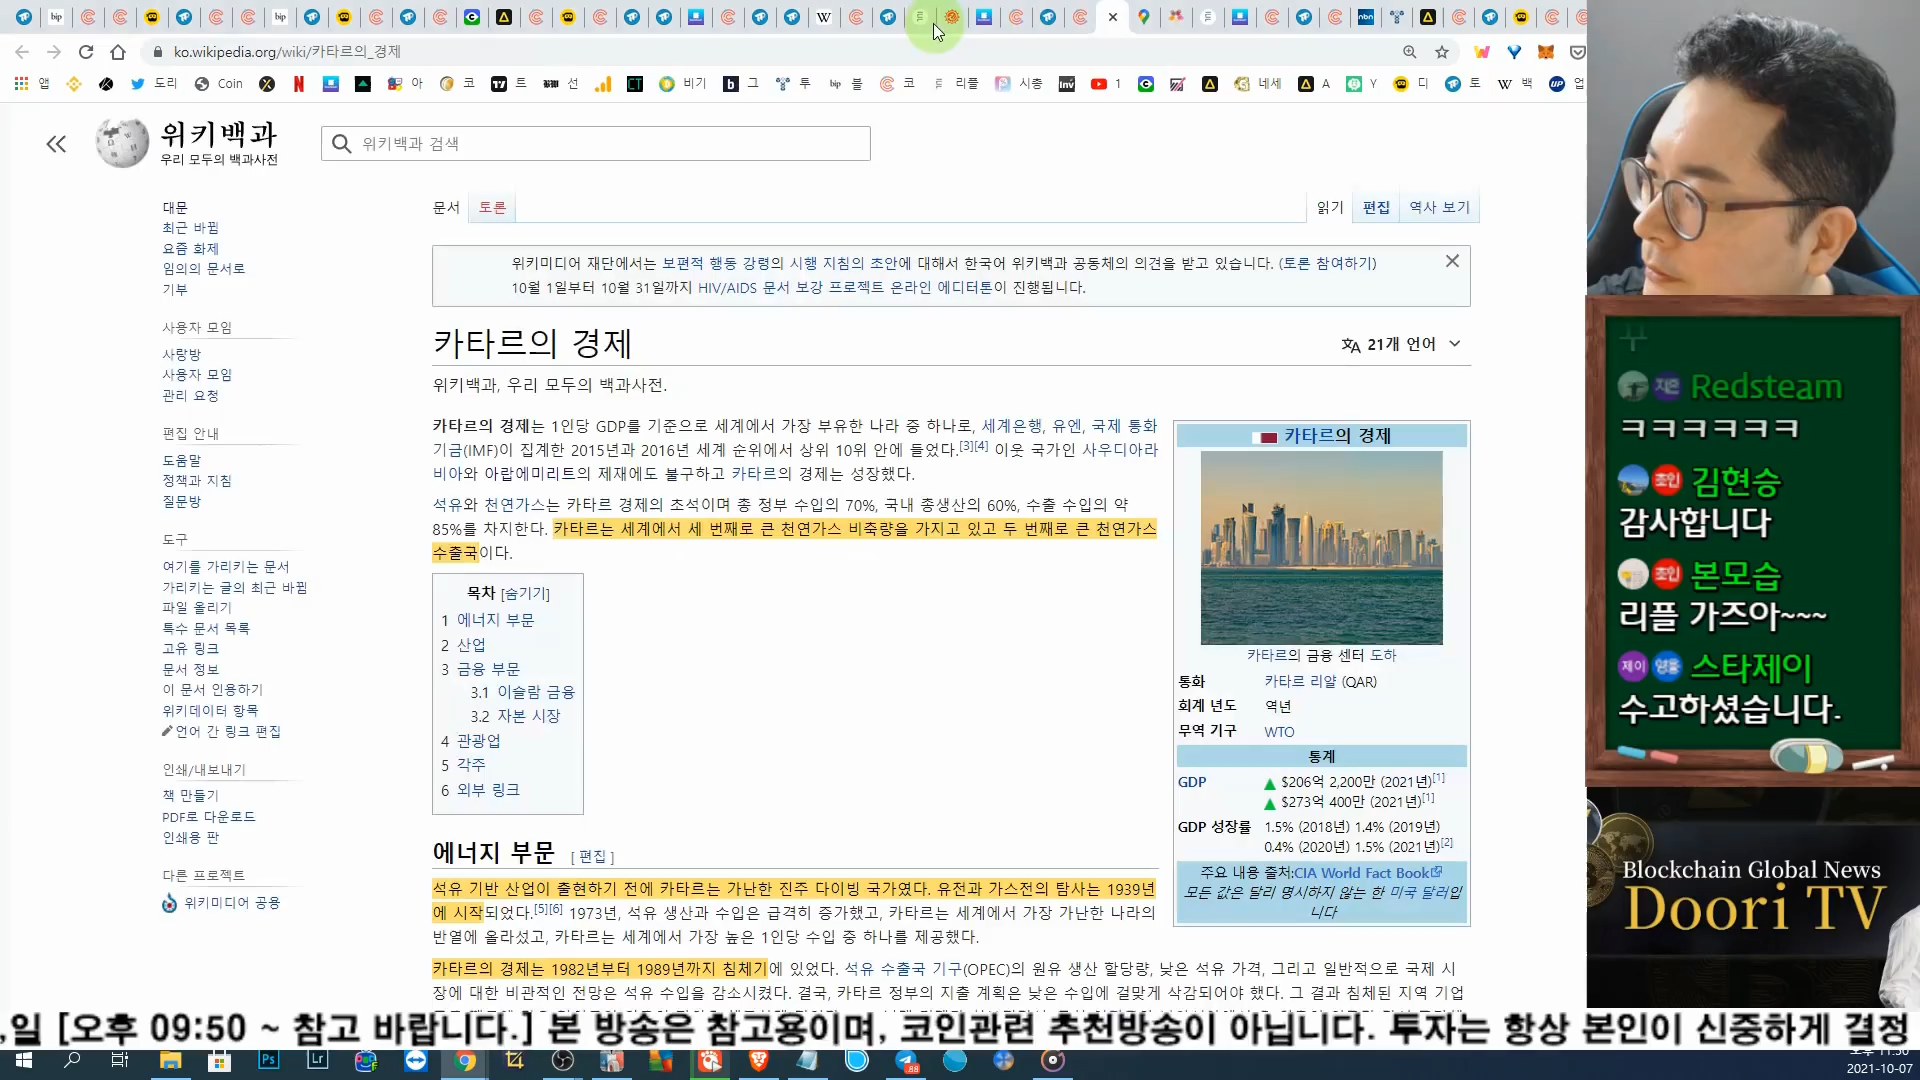 ko.wikipedia.org/wiki/카타르의_경제
앱
도리
Coin
아
코
트
선
비기
그
투
블
코
리플
시총
1
네세
A
Y
디
토
백
업
위키백과
우리 모두의 백과사전
위키백과 검색
대문
최근 바뀜
요즘 화제
임의의 문서로
기부
사용자 모임
사랑방
사용자 모임
관리 요청
편집 안내
도움말
정책과 지침
질문방
도구
여기를 가리키는 문서
가리키는 글의 최근 바뀜
파일 올리기
특수 문서 목록
고유 링크
문서 정보
이 문서 인용하기
위키데이터 항목
언어 간 링크 편집
인쇄/내보내기
책 만들기
PDF로 다운로드
인쇄용 판
다른 프로젝트
위키미디어 공용
문서 토론 읽기 편집 역사 보기
위키미디어 재단에서는 보편적 행동 강령의 시행 지침의 초안에 대해서 한국어 위키백과 공동체의 의견을 받고 있습니다. (토론 참여하기)
10월 1일부터 10월 31일까지 HIV/AIDS 문서 보강 프로젝트 온라인 에디터톤이 진행됩니다.
카타르의 경제
21개 언어
위키백과, 우리 모두의 백과사전.
카타르의 경제는 1인당 GDP를 기준으로 세계에서 가장 부유한 나라 중 하나로, 세계은행, 유엔, 국제 통화
기금(IMF)이 집계한 2015년과 2016년 세계 순위에서 상위 10위 안에 들었다.[3][4] 이웃 국가인 사우디아라
비아와 아랍에미리트의 제재에도 불구하고 카타르의 경제는 성장했다.
석유와 천연가스는 카타르 경제의 초석이며 총 정부 수입의 70%, 국내 총생산의 60%, 수출 수입의 약
85%를 차지한다. 카타르는 세계에서 세 번째로 큰 천연가스 비축량을 가지고 있고 두 번째로 큰 천연가스
수출국이다.
목차 [숨기기]
1 에너지 부문
2 산업
3 금융 부문
3.1 이슬람 금융
3.2 자본 시장
4 관광업
5 각주
6 외부 링크
카타르의 경제
카타르의 금융 센터 도하
통화 카타르 리얄 (QAR)
회계 년도 역년
무역 기구 WTO
통계
GDP ▲ $206억 2,200만 (2021년)[1]
▲ $273억 400만 (2021년)[1]
GDP 성장률 1.5% (2018년) 1.4% (2019년)
0.4% (2020년) 1.5% (2021년)[2]
주요 내용 출처:CIA World Fact Book
모든 값은 달리 명시하지 않는 한 미국 달러입
니다
에너지 부문 [ 편집 ]
석유 기반 산업이 출현하기 전에 카타르는 가난한 진주 다이빙 국가였다. 유전과 가스전의 탐사는 1939년
에 시작되었다.[5][6] 1973년, 석유 생산과 수입은 급격히 증가했고, 카타르는 세계에서 가장 가난한 나라의
반열에 올라섰고, 카타르는 세계에서 가장 높은 1인당 수입 중 하나를 제공했다.
카타르의 경제는 1982년부터 1989년까지 침체기에 있었다. 석유 수출국 기구(OPEC)의 원유 생산 할당량, 낮은 석유 가격, 그리고 일반적으로 국제 시
장에 대한 비관적인 전망은 석유 수입을 감소시켰다. 결국, 카타르 정부의 지출 계획은 낮은 수입에 걸맞게 삭감되어야 했다. 그 결과 침체된 지역 기업
지은 Redsteam
ㅋㅋㅋㅋㅋㅋ
초인 김현승
감사합니다
초인 본모습
리플 가즈아~~~
제이 영웅 스타제이
수고하셨습니다.
Blockchain Global News
Doori TV
,일 [오후 09:50 ~ 참고 바랍니다.] 본 방송은 참고용이며, 코인관련 추천방송이 아닙니다. 투자는 항상 본인이 신중하게 결정
2021-10-07